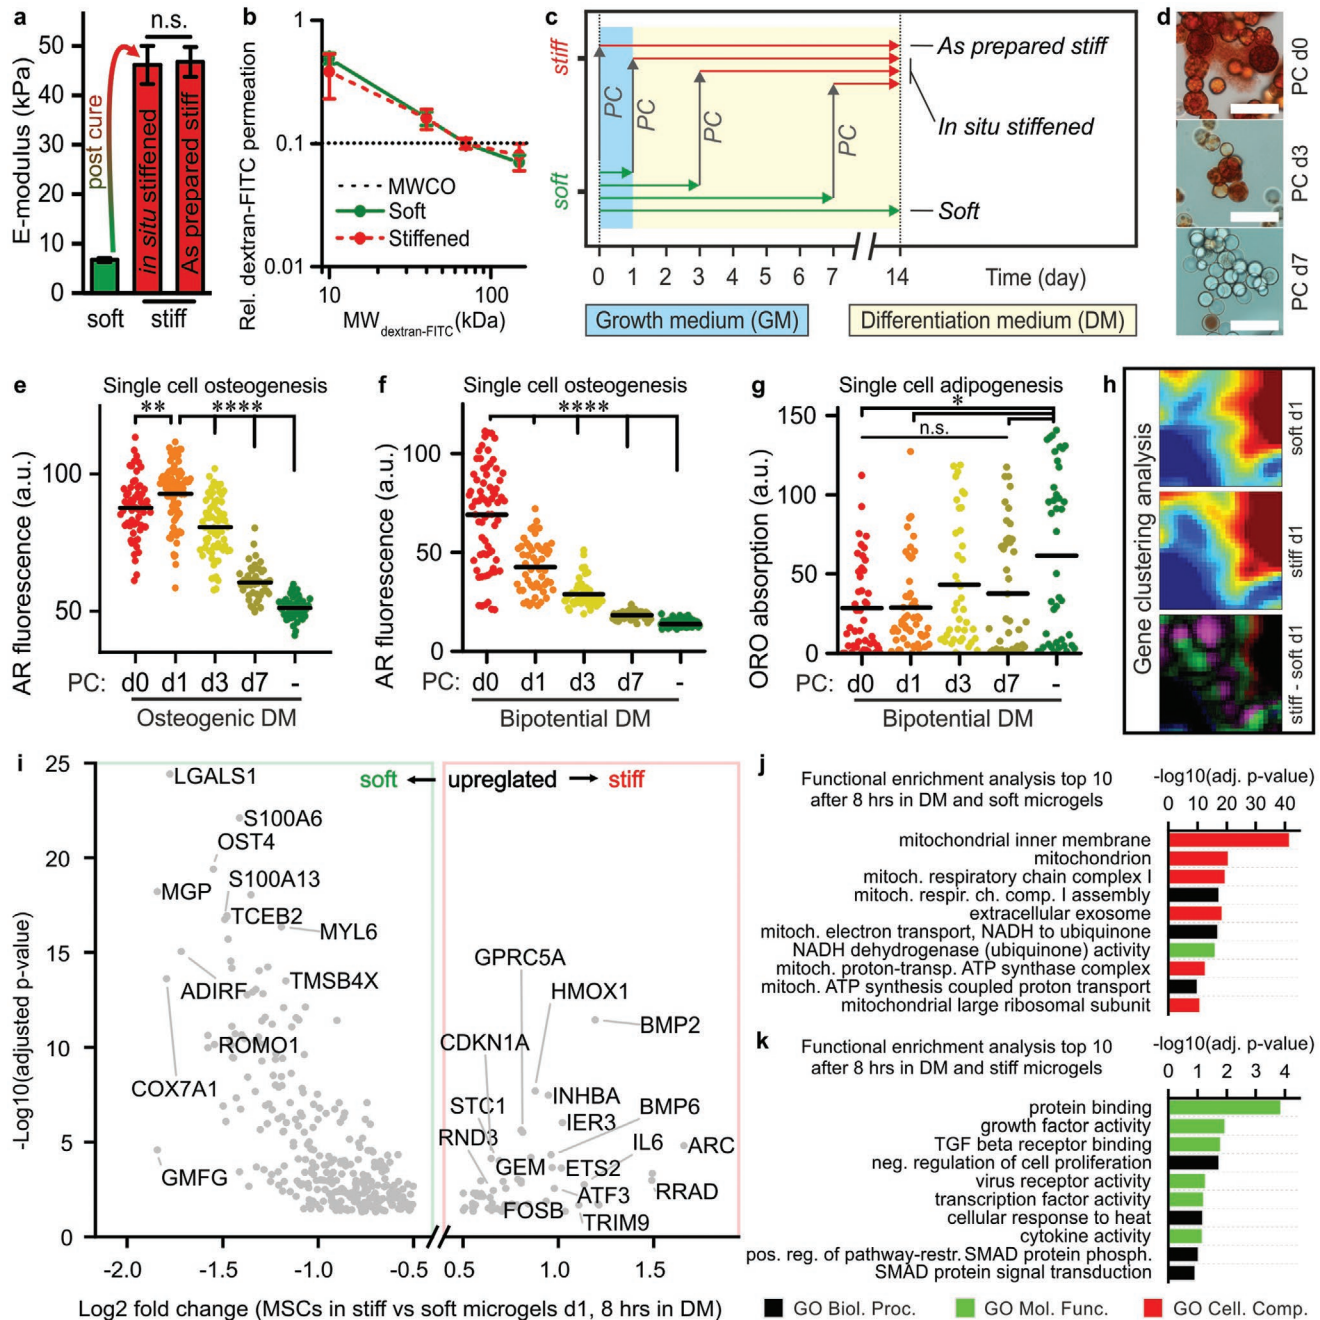 a
n.s.
50
40
30
20
10
0
E-modulus (kPa)
post cure
in situ stiffened
As prepared stiff
soft
stiff
b
1
0.1
0.01
Rel. dextran-FITC permeation
MWCO
Soft
Stiffened
10
100
MWdextran-FITC(kDa)
c
stiff
soft
PC
PC
PC
PC
As prepared stiff
In situ stiffened
Soft
0 1 2 3 4 5 6 7 14 Time (day)
Growth medium (GM)
Differentiation medium (DM)
d
PC d0
PC d3
PC d7
e
Single cell osteogenesis
** ****
100
50
AR fluorescence (a.u.)
PC: d0 d1 d3 d7 -
Osteogenic DM
f
Single cell osteogenesis
****
100
50
0
AR fluorescence (a.u.)
PC: d0 d1 d3 d7 -
Bipotential DM
g
Single cell adipogenesis
*
n.s.
150
100
50
0
ORO absorption (a.u.)
PC: d0 d1 d3 d7 -
Bipotential DM
h
Gene clustering analysis
soft d1
stiff d1
stiff - soft d1
i
25
20
15
10
5
0
-Log10(adjusted p-value)
soft upreglated stiff
LGALS1
S100A6
OST4
S100A13
MGP
TCEB2
MYL6
ADIRF
TMSB4X
ROMO1
COX7A1
GMFG
GPRC5A
HMOX1
BMP2
CDKN1A
INHBA
STC1
IER3
BMP6
RND3
IL6
ARC
GEM
ETS2
RRAD
ATF3
FOSB
TRIM9
-2.0 -1.5 -1.0 -0.5 0.5 1.0 1.5
Log2 fold change (MSCs in stiff vs soft microgels d1, 8 hrs in DM)
j
Functional enrichment analysis top 10
after 8 hrs in DM and soft microgels
-log10(adj. p-value)
0 10 20 30 40
mitochondrial inner membrane
mitochondrion
mitoch. respiratory chain complex I
mitoch. respir. ch. comp. I assembly
extracellular exosome
mitoch. electron transport, NADH to ubiquinone
NADH dehydrogenase (ubiquinone) activity
mitoch. proton-transp. ATP synthase complex
mitoch. ATP synthesis coupled proton transport
mitochondrial large ribosomal subunit
k
Functional enrichment analysis top 10
after 8 hrs in DM and stiff microgels
-log10(adj. p-value)
0 1 2 3 4
protein binding
growth factor activity
TGF beta receptor binding
neg. regulation of cell proliferation
virus receptor activity
transcription factor activity
cellular response to heat
cytokine activity
pos. reg. of pathway-restr. SMAD protein phosph.
SMAD protein signal transduction
GO Biol. Proc.
GO Mol. Func.
GO Cell. Comp.